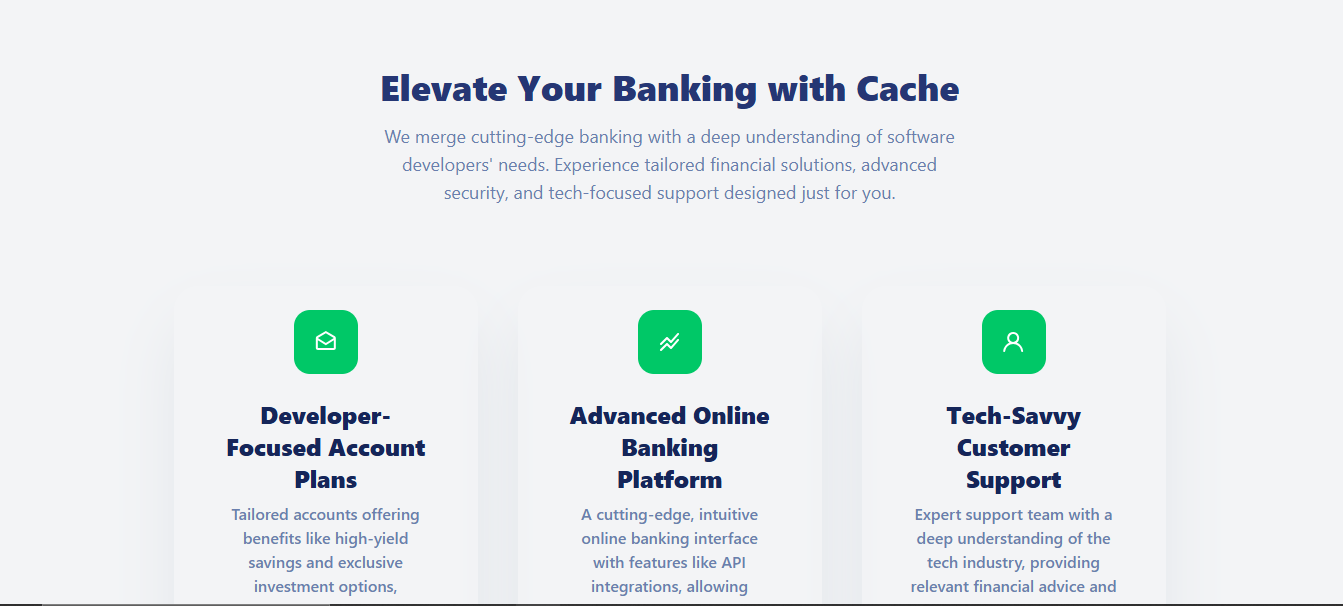 Elevate Your Banking with Cache
We merge cutting-edge banking with a deep understanding of software
developers' needs. Experience tailored financial solutions, advanced
security, and tech-focused support designed just for you.
Developer-
Focused Account
Plans
Tailored accounts offering
benefits like high-yield
savings and exclusive
investment options,
Advanced Online
Banking
Platform
A cutting-edge, intuitive
online banking interface
with features like API
integrations, allowing
Tech-Savvy
Customer
Support
Expert support team with a
deep understanding of the
tech industry, providing
relevant financial advice and